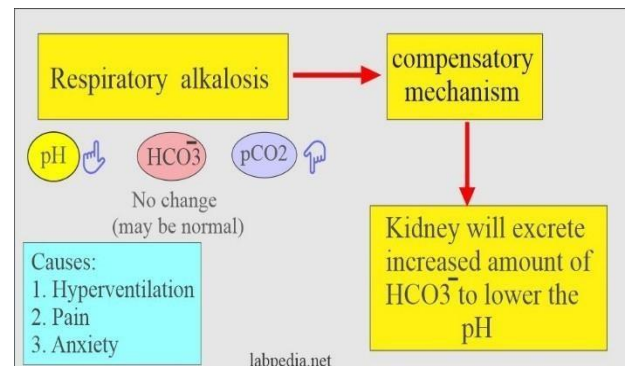 Respiratory alkalosis
compensatory
mechanism
pH
HCO3̅
pCO2
No change
(may be normal)
Causes:
1. Hyperventilation
2. Pain
3. Anxiety
Kidney will excrete
increased amount of
HCO3̅ to lower the
pH
labpedia.net